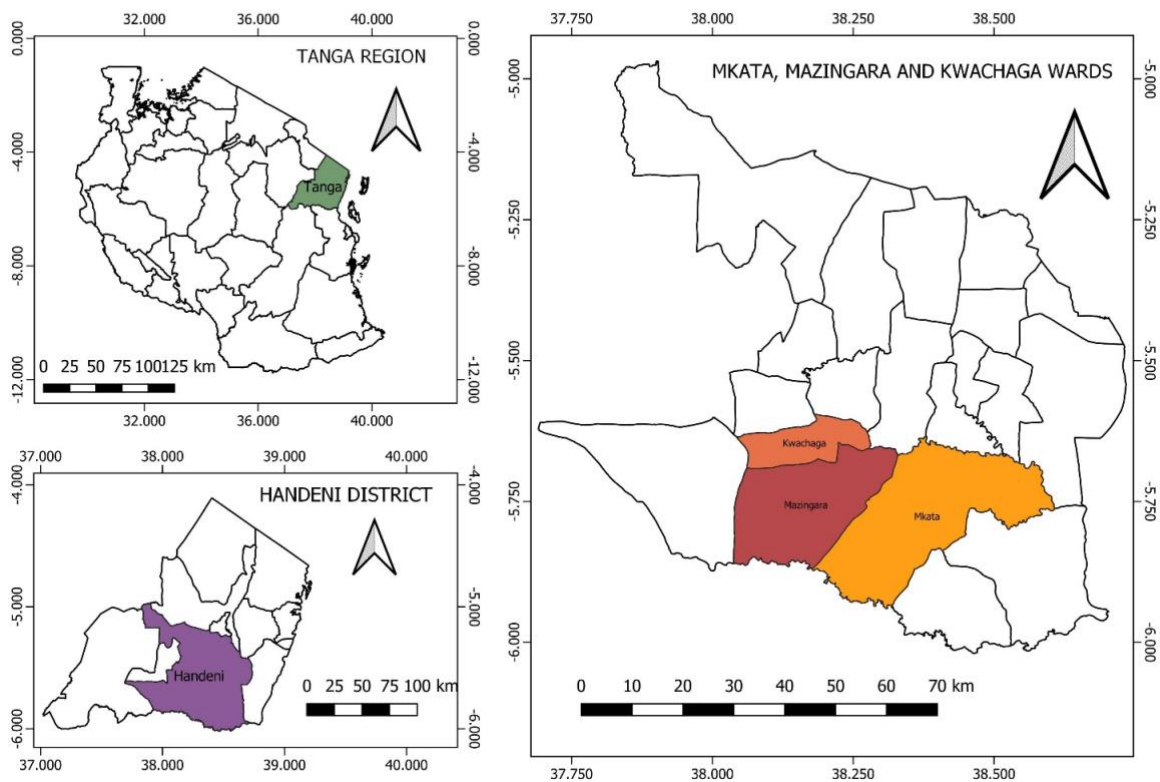 32.000 36.000 40.000
0.000 0.000
TANGA REGION
-4.000 -4.000
Tanga
-8.000 -8.000
0 25 50 75 100 125 km
-12.000 -12.000
32.000 36.000 40.000
37.000 38.000 39.000 40.000
-4.000 -4.000
HANDENI DISTRICT
-5.000 -5.000
Handeni
0 25 50 75 100 km
-6.000 -6.000
37.000 38.000 39.000 40.000
37.750 38.000 38.250 38.500
-5.000 -5.000
MKATA, MAZINGARA AND KWACHAGA WARDS
-5.250 -5.250
-5.500 -5.500
Kwachaga
-5.750 -5.750
Mazingara
Mkata
-6.000 -6.000
0 10 20 30 40 50 60 70 km
37.750 38.000 38.250 38.500